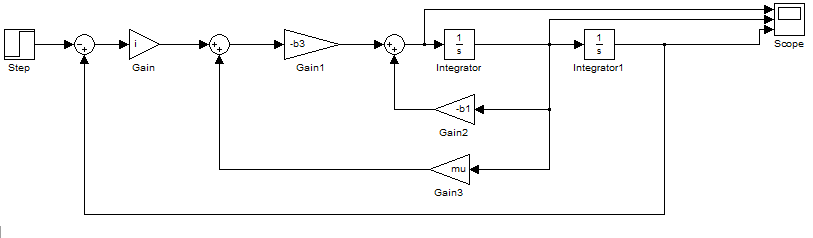 Step
i
Gain
-b3
Gain1
1
s
Integrator
1
s
Integrator1
Scope
-b1
Gain2
mu
Gain3